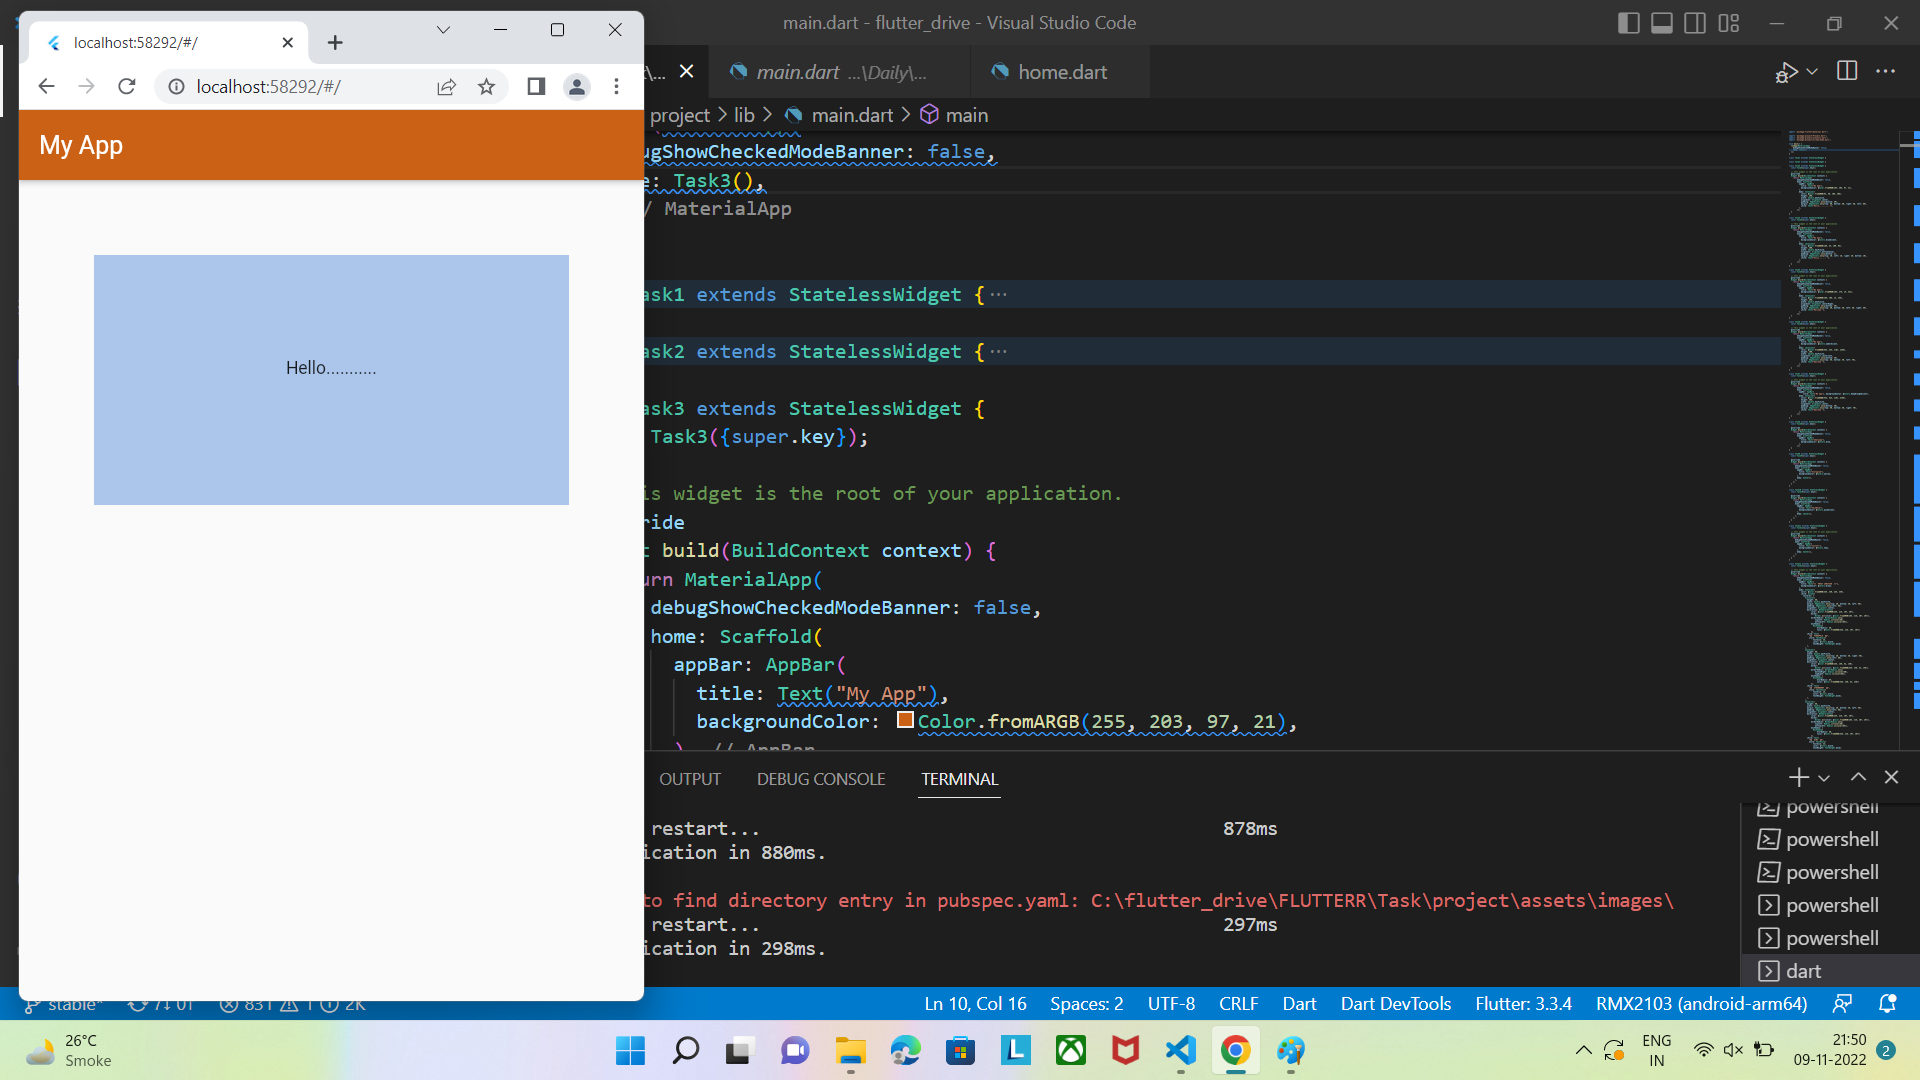 main.dart - flutter_drive - Visual Studio Code
localhost:58292/#/
localhost:58292/#/
My App
Hello...........
main.dart ...\Daily\...
home.dart
project > lib > main.dart > main
ugShowCheckedModeBanner: false,
e: Task3(),
/ MaterialApp
ask1 extends StatelessWidget {···
ask2 extends StatelessWidget {···
ask3 extends StatelessWidget {
Task3({super.key});
is widget is the root of your application.
ride
t build(BuildContext context) {
urn MaterialApp(
debugShowCheckedModeBanner: false,
home: Scaffold(
appBar: AppBar(
title: Text("My App"),
backgroundColor: Color.fromARGB(255, 203, 97, 21),
) // AppBar
OUTPUT DEBUG CONSOLE TERMINAL
restart... 878ms
ication in 880ms.
to find directory entry in pubspec.yaml: C:\flutter_drive\FLUTTERR\Task\project\assets\images\
restart... 297ms
ication in 298ms.
powershell
powershell
powershell
powershell
powershell
dart
stable* 7↓ 0↑ 831 1 2K
Ln 10, Col 16 Spaces: 2 UTF-8 CRLF Dart Dart DevTools Flutter: 3.3.4 RMX2103 (android-arm64)
26°C
Smoke
ENG
IN
21:50
09-11-2022
2